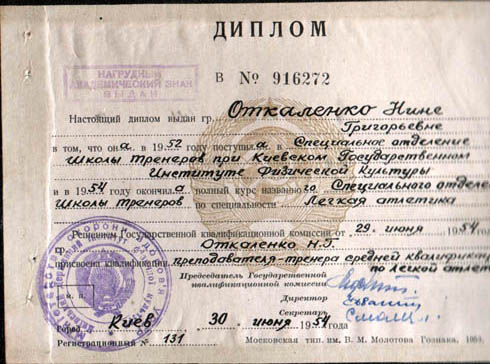 ДИПЛОМ
НАГРУДНЫЙ
АКАДЕМИЧЕСКИЙ ЗНАК
ВЫДАН
В № 916272
Настоящий диплом выдан гр. Откаленко Нине
Григорьевне
в том, что она в 1952 году поступила в Специальное отделение
Школы тренеров при Киевском Государственном
Институте Физической Культуры
и в 1954 году окончила полный курс названного Специального отделе
Школы тренеров по специальности Легкая атлетика
Решением Государственной квалификационной комиссии от 29 июня 1954
гр. Откаленко Н.Г.
присвоена квалификация преподавателя-тренера средней квалификац
по легкой атлет
Председатель Государственной
квалификационной комиссии
Директор
Секретарь
М. П.
Город Киев 30 июня 1954 года
Регистрационный № 131
Московская тип. им. В. М. Молотова Гознака,